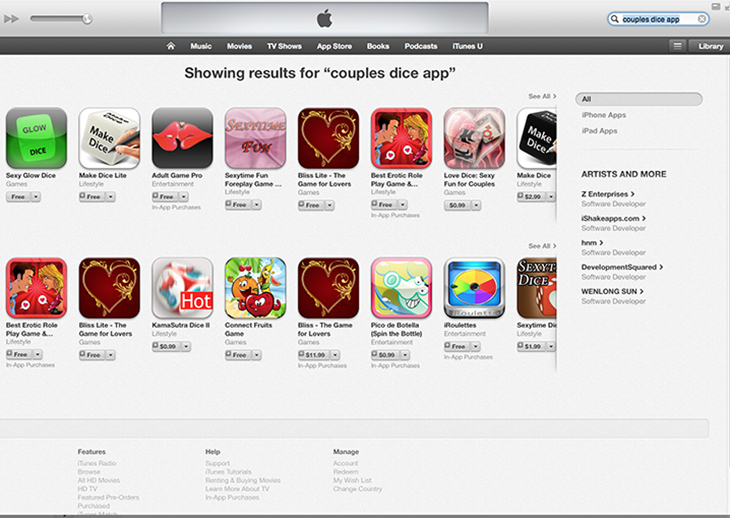 couples dice app
Music Movies TV Shows App Store Books Podcasts iTunes U Library
Showing results for “couples dice app”
See All >
GLOW
DICE
Sexy Glow Dice
Games
Free
Make
Dice
Make Dice Lite
Lifestyle
Free
Adult Game Pro
Entertainment
Free
In-App Purchases
SEXYTIME
FUN
Sexytime Fun
Foreplay Game ...
Lifestyle
Free
Bliss Lite - The
Game for Lovers
Games
Free
Best Erotic Role
Play Game &...
Lifestyle
Free
In-App Purchases
Love Dice: Sexy
Fun for Couples
Games
$0.99
Make
Dice
Make Dice
Lifestyle
$2.99
See All >
Best Erotic Role
Play Game &...
Lifestyle
Free
In-App Purchases
Bliss Lite - The
Game for Lovers
Games
Free
Hot
KamaSutra Dice II
Lifestyle
$0.99
Connect Fruits
Game
Games
Free
Bliss - The Game
for Lovers
Games
$11.99
In-App Purchases
Pico de Botella
(Spin the Bottle)
Entertainment
$0.99
In-App Purchases
iRoulette
iRoulettes
Entertainment
Free
In-App Purchases
SEXYTI
DICE
Sexytime Di
Lifestyle
$1.99
All
iPhone Apps
iPad Apps
ARTISTS AND MORE
Z Enterprises >
Software Developer
iShakeapps.com >
Software Developer
hnm >
Software Developer
DevelopmentSquared >
Software Developer
WENLONG SUN >
Software Developer
Features
iTunes Radio
Browse
All HD Movies
HD TV
Featured Pre-Orders
Purchased
iTunes Match
Help
Support
iTunes Tutorials
Renting & Buying Movies
Learn More About TV
In-App Purchases
Manage
Account
Redeem
My Wish List
Change Country